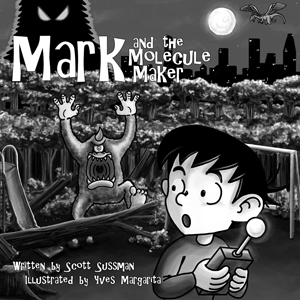 Mark and the
Molecule
Maker
Written by Scott Sussman
Illustrated by Yves Margarita